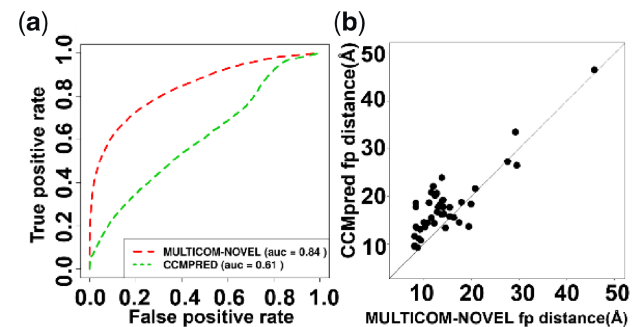 (a)
True positive rate
0.0 0.2 0.4 0.6 0.8 1.0
MULTICOM-NOVEL (auc = 0.84 )
CCMPRED (auc = 0.61 )
0.0 0.2 0.4 0.6 0.8 1.0
False positive rate
(b)
CCMpred fp distance(Å)
50
40
30
20
10
10 20 30 40 50
MULTICOM-NOVEL fp distance(Å)